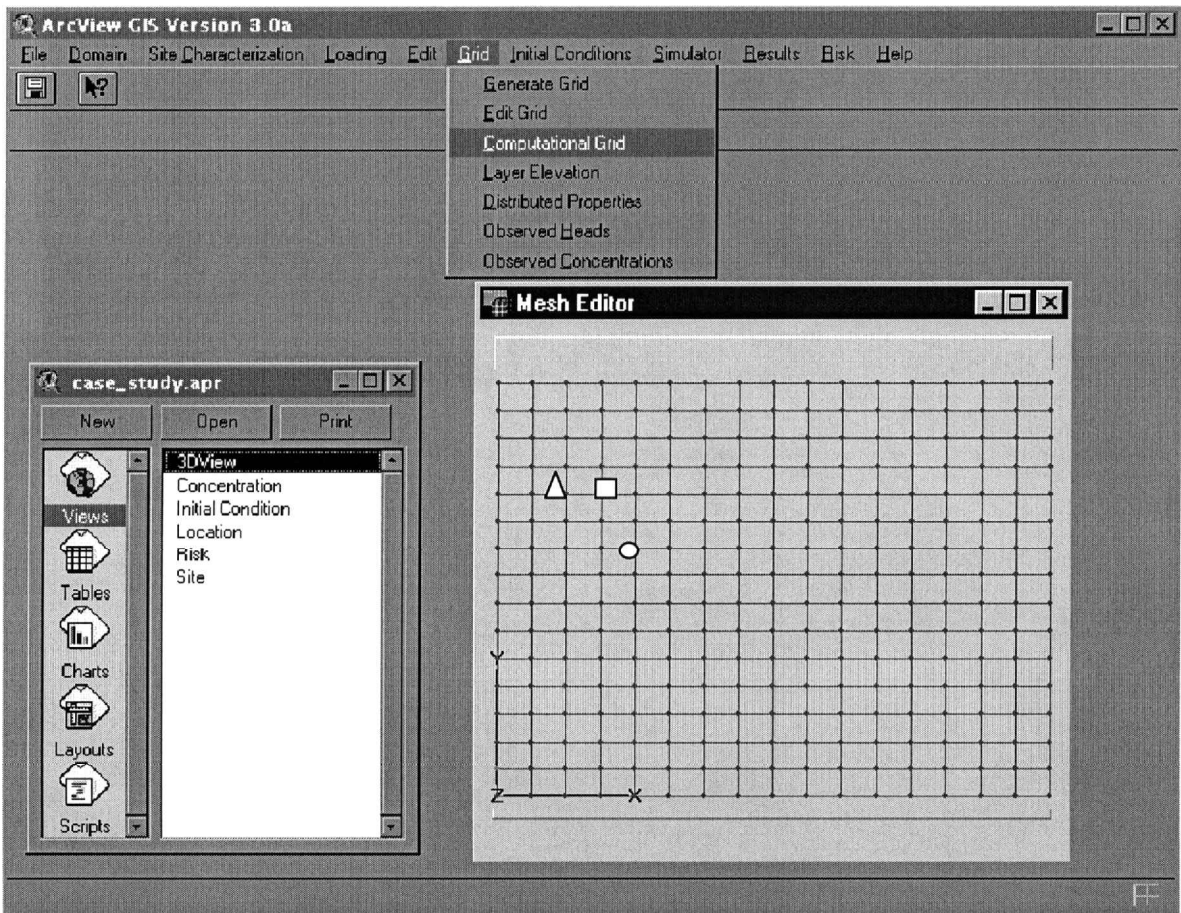 ArcView GIS Version 3.0a
File Domain Site Characterization Loading Edit Grid Initial Conditions Simulator Results Risk Help
Generate Grid
Edit Grid
Computational Grid
Layer Elevation
Distributed Properties
Observed Heads
Observed Concentrations
Mesh Editor
case_study.apr
New Open Print
Views
Tables
Charts
Layouts
Scripts
3DView
Concentration
Initial Condition
Location
Risk
Site
Y
Z X